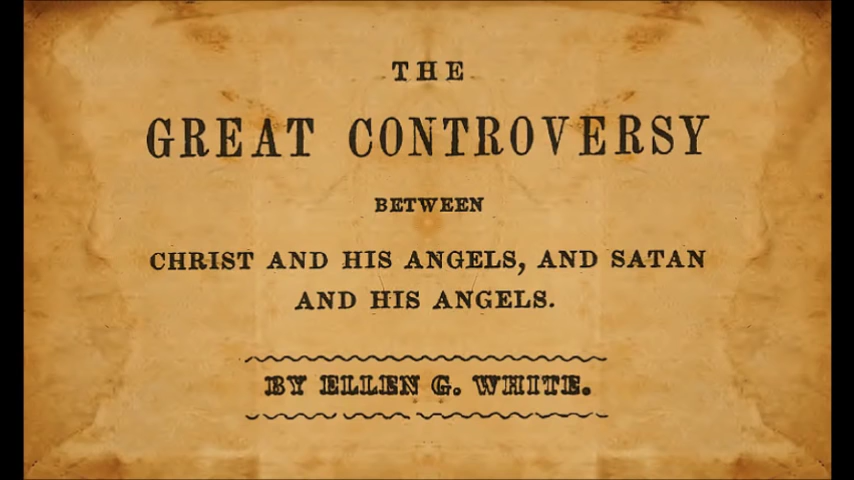 THE
GREAT CONTROVERSY
BETWEEN
CHRIST AND HIS ANGELS, AND SATAN
AND HIS ANGELS.
BY ELLEN G. WHITE.